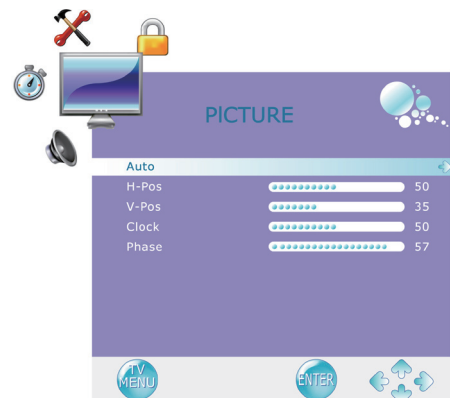 PICTURE
Auto
H-Pos 50
V-Pos 35
Clock 50
Phase 57
TV MENU
ENTER